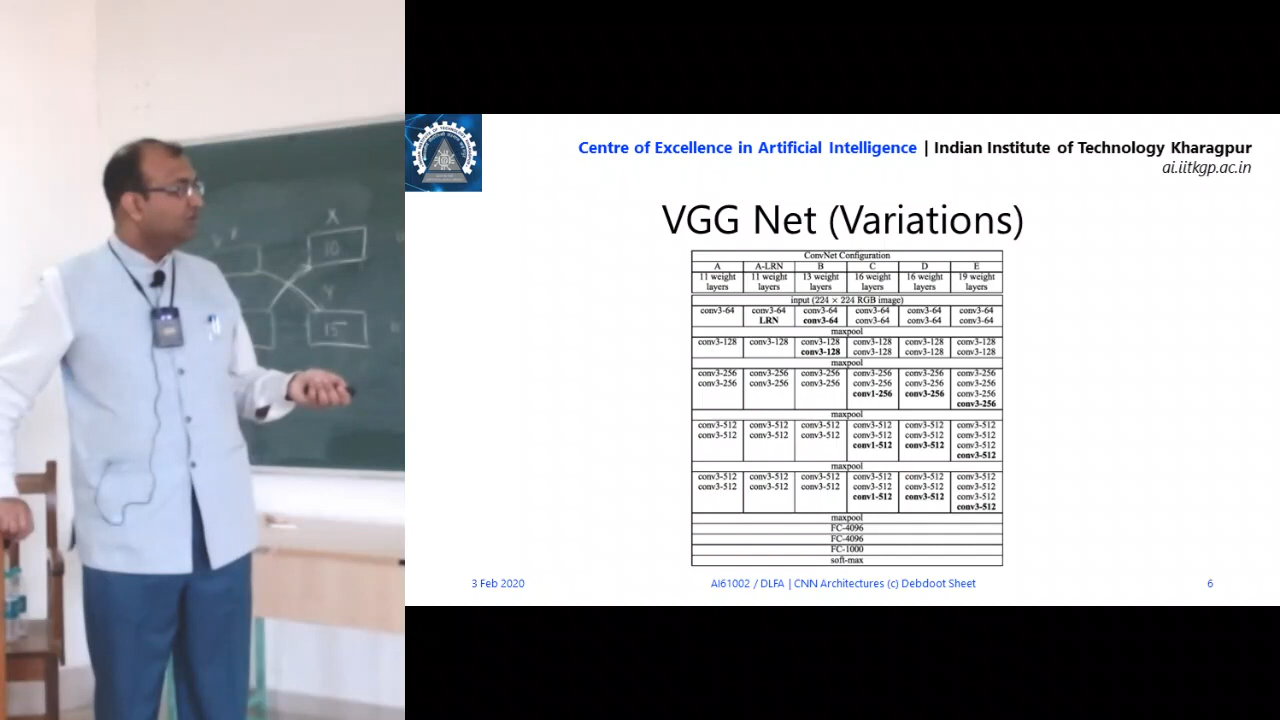 Centre of Excellence in Artificial Intelligence | Indian Institute of Technology Kharagpur
ai.iitkgp.ac.in
VGG Net (Variations)
ConvNet Configuration
A A-LRN B C D E
11 weight 11 weight 13 weight 16 weight 16 weight 19 weight
layers layers layers layers layers layers
input (224 × 224 RGB image)
conv3-64 conv3-64 conv3-64 conv3-64 conv3-64 conv3-64
LRN conv3-64 conv3-64 conv3-64 conv3-64
maxpool
conv3-128 conv3-128 conv3-128 conv3-128 conv3-128 conv3-128
conv3-128 conv3-128 conv3-128 conv3-128
maxpool
conv3-256 conv3-256 conv3-256 conv3-256 conv3-256 conv3-256
conv3-256 conv3-256 conv3-256 conv3-256 conv3-256 conv3-256
conv1-256 conv3-256 conv3-256
conv3-256
maxpool
conv3-512 conv3-512 conv3-512 conv3-512 conv3-512 conv3-512
conv3-512 conv3-512 conv3-512 conv3-512 conv3-512 conv3-512
conv1-512 conv3-512 conv3-512
conv3-512
maxpool
conv3-512 conv3-512 conv3-512 conv3-512 conv3-512 conv3-512
conv3-512 conv3-512 conv3-512 conv3-512 conv3-512 conv3-512
conv1-512 conv3-512 conv3-512
conv3-512
maxpool
FC-4096
FC-4096
FC-1000
soft-max
3 Feb 2020 AI61002 / DLFA | CNN Architectures (c) Debdoot Sheet 6
X
10
Y
15